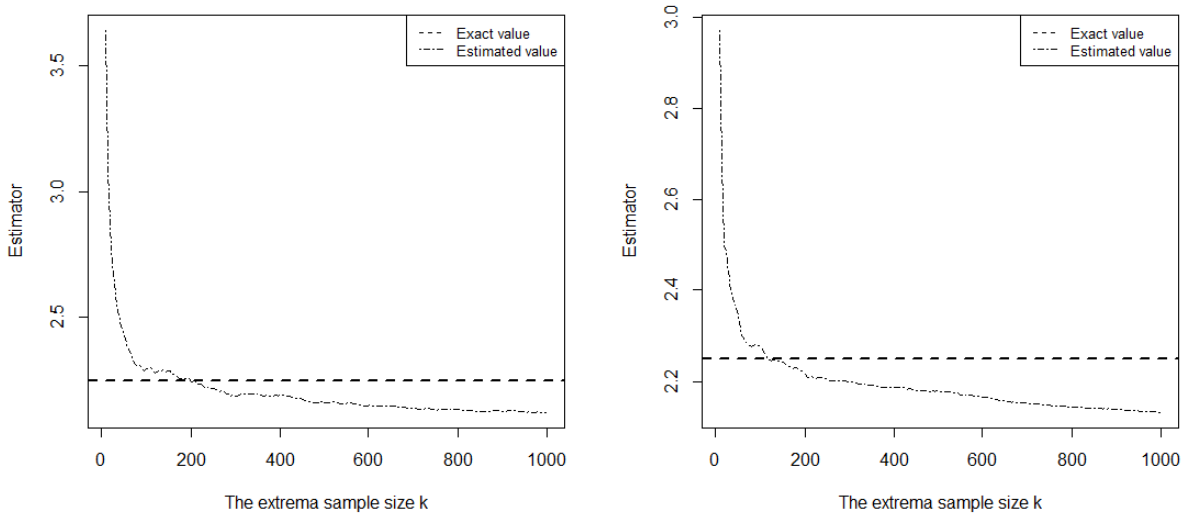 Exact value
Estimated value
Estimator
3.5
3.0
2.5
0 200 400 600 800 1000
The extrema sample size k
Exact value
Estimated value
Estimator
3.0
2.8
2.6
2.4
2.2
0 200 400 600 800 1000
The extrema sample size k